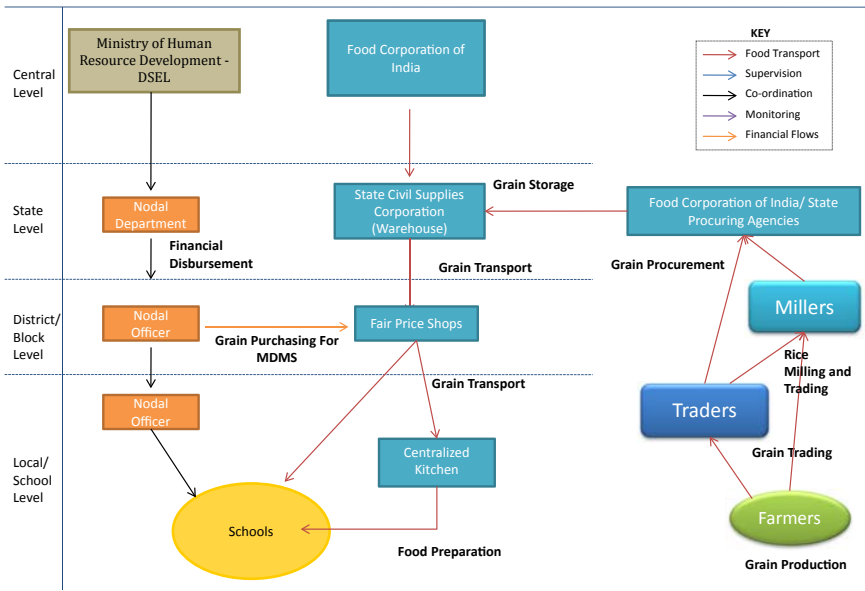 Central
Level
Ministry of Human
Resource Development -
DSEL
Food Corporation of
India
KEY
Food Transport
Supervision
Co-ordination
Monitoring
Financial Flows
State
Level
Nodal
Department
Financial
Disbursement
State Civil Supplies
Corporation
(Warehouse)
Grain Storage
Food Corporation of India/ State
Procuring Agencies
Grain Transport
Grain Procurement
District/
Block
Level
Nodal
Officer
Grain Purchasing For
MDMS
Fair Price Shops
Millers
Rice
Milling and
Trading
Grain Transport
Local/
School
Level
Nodal
Officer
Traders
Centralized
Kitchen
Grain Trading
Schools
Farmers
Food Preparation
Grain Production